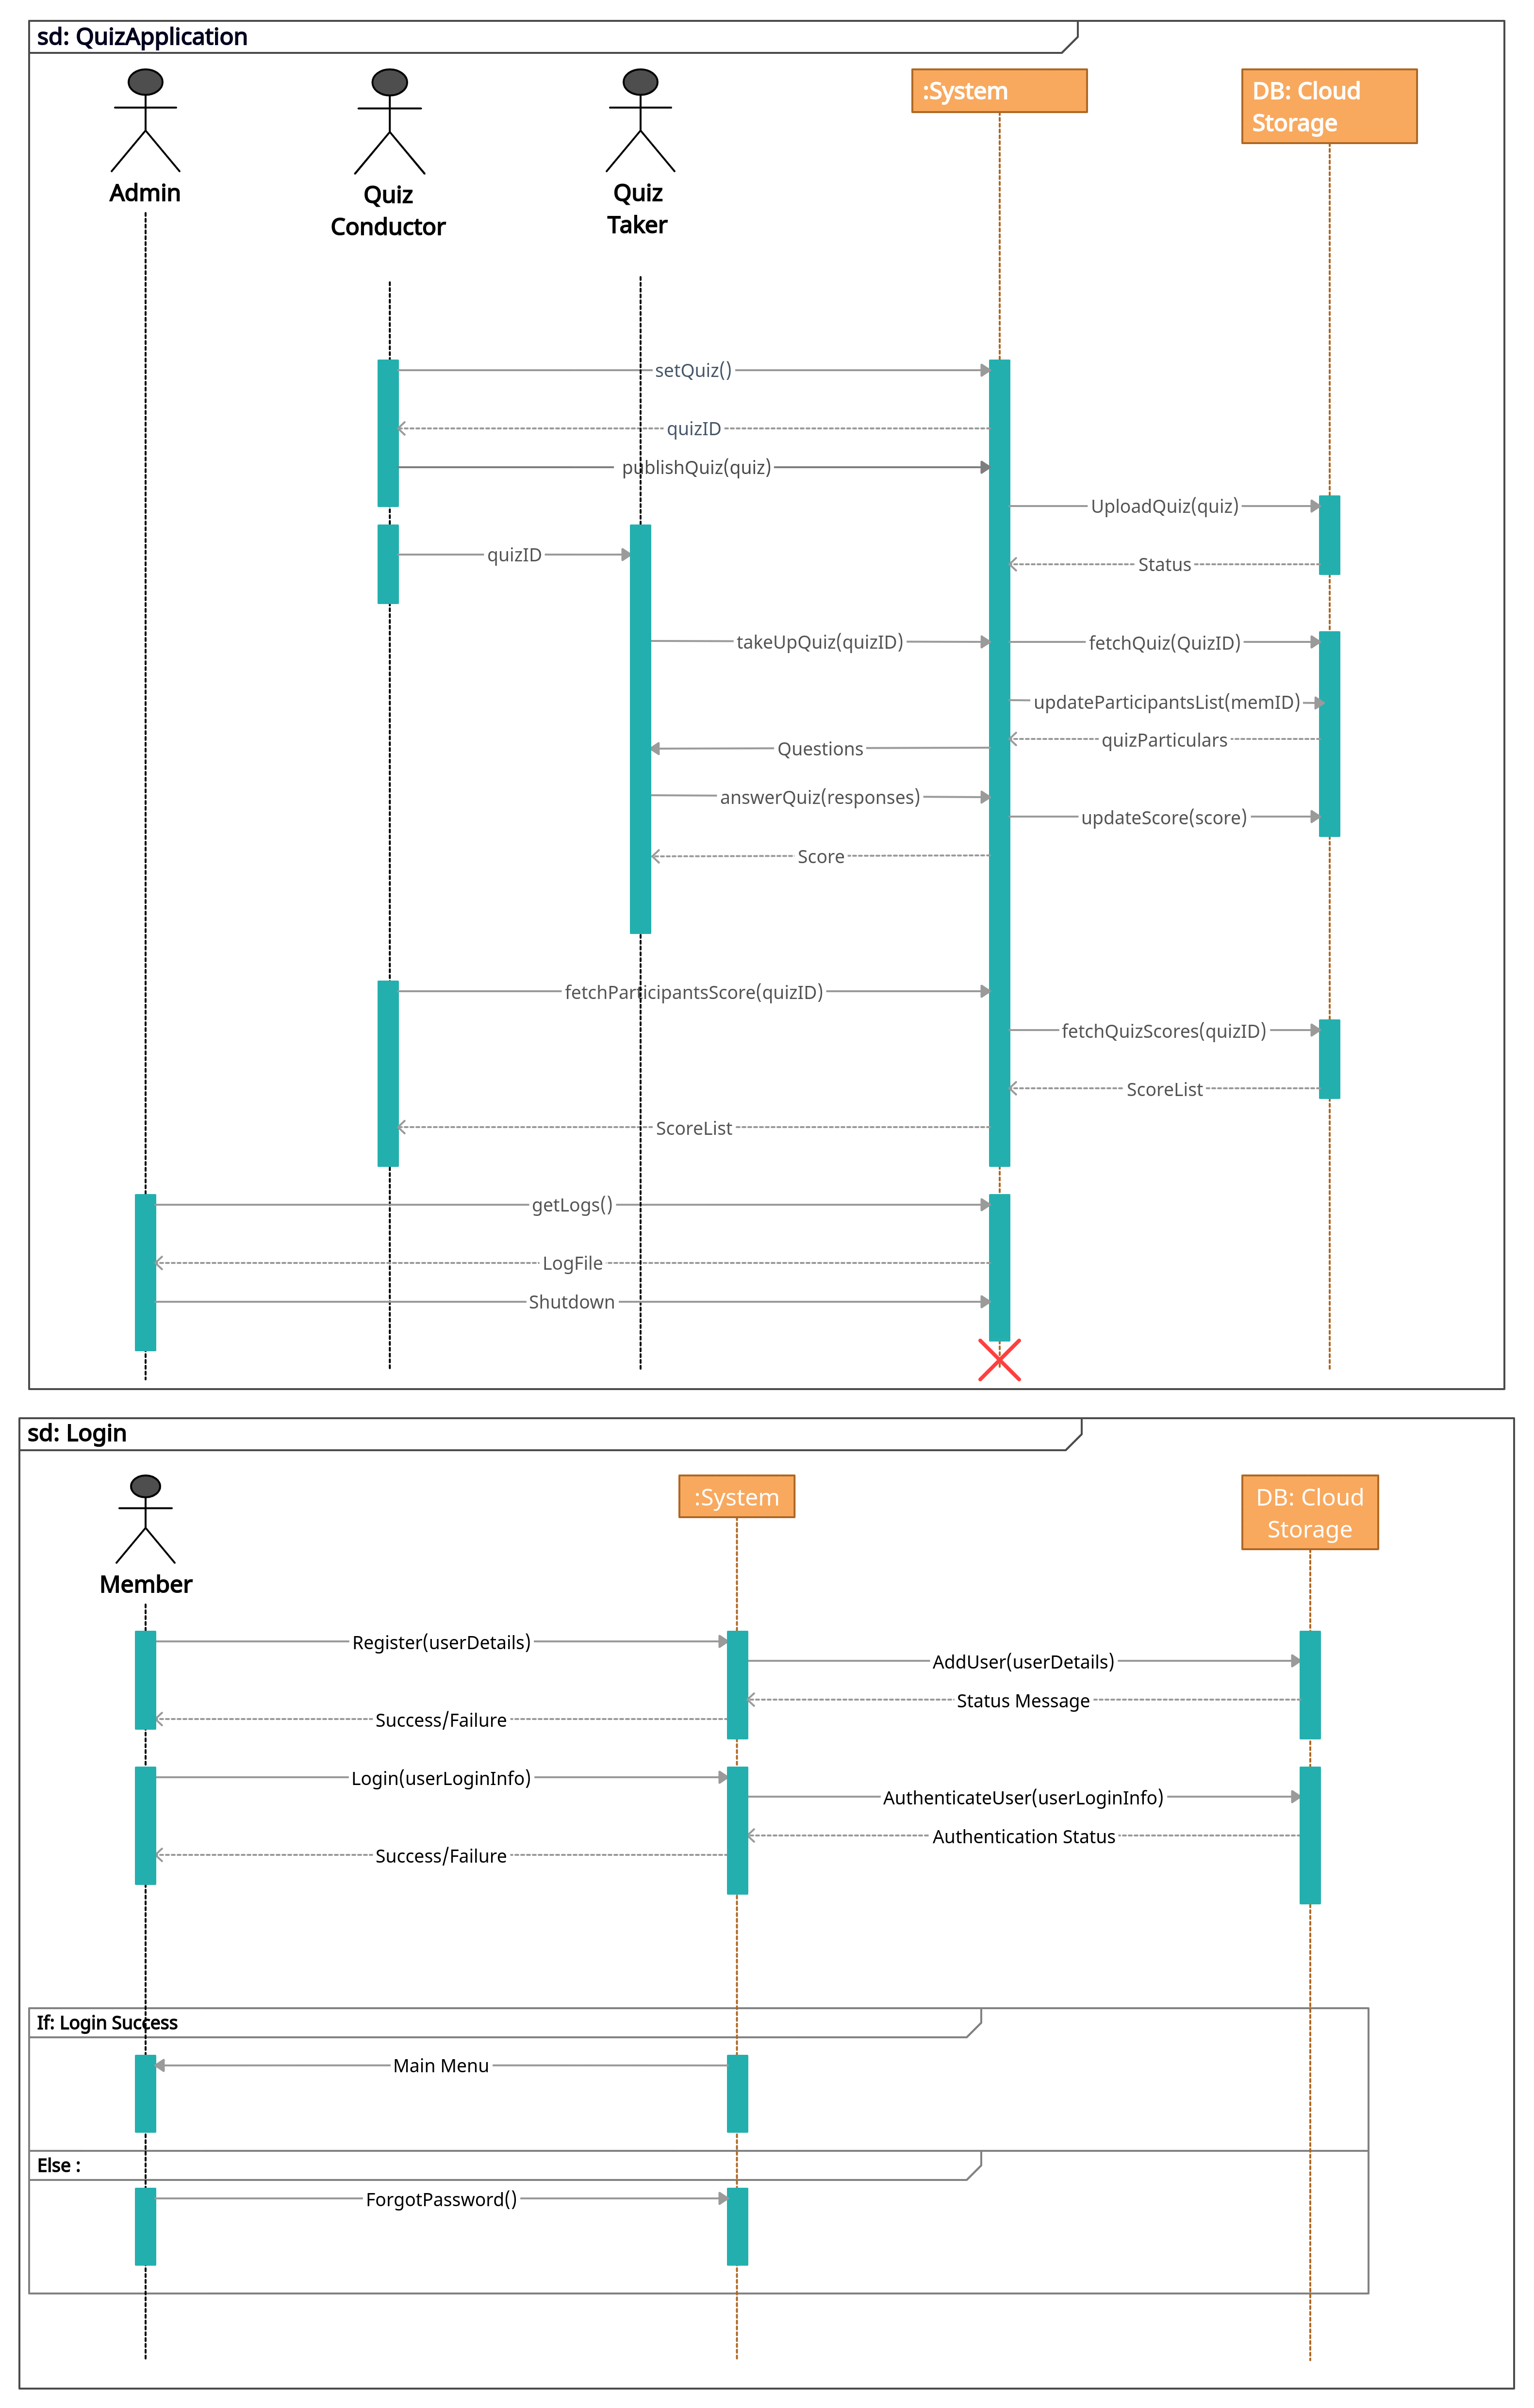 sd: QuizApplication
Admin
Quiz
Conductor
Quiz
Taker
:System
DB: Cloud
Storage
setQuiz()
quizID
publishQuiz(quiz)
UploadQuiz(quiz)
quizID
Status
takeUpQuiz(quizID)
fetchQuiz(QuizID)
updateParticipantsList(memID)
quizParticulars
Questions
answerQuiz(responses)
updateScore(score)
Score
fetchParticipantsScore(quizID)
fetchQuizScores(quizID)
ScoreList
ScoreList
getLogs()
LogFile
Shutdown
sd: Login
Member
:System
DB: Cloud
Storage
Register(userDetails)
AddUser(userDetails)
Status Message
Success/Failure
Login(userLoginInfo)
AuthenticateUser(userLoginInfo)
Authentication Status
Success/Failure
If: Login Success
Main Menu
Else :
ForgotPassword()